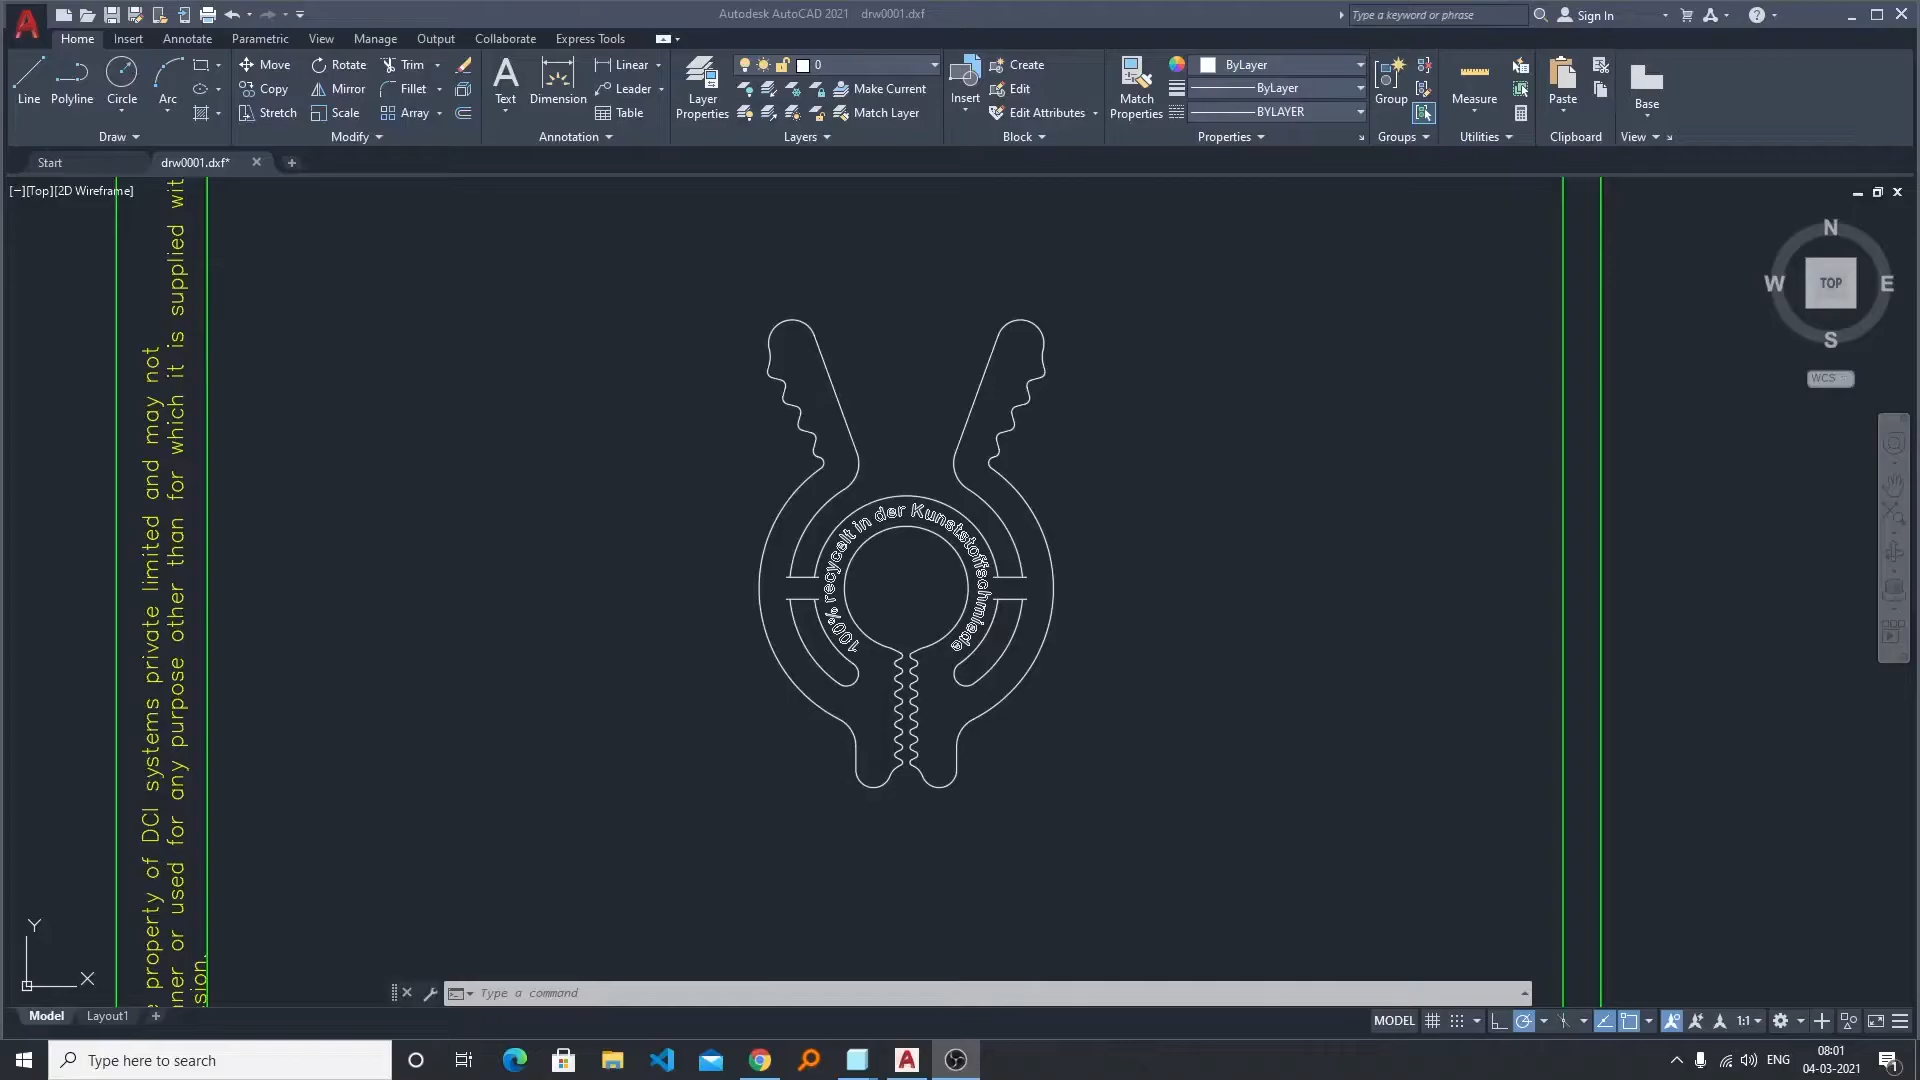 Autodesk AutoCAD 2021 drw0001.dxf
Type a keyword or phrase
Sign In
Home Insert Annotate Parametric View Manage Output Collaborate Express Tools
Line Polyline Circle Arc
Draw
Move Rotate Trim
Copy Mirror Fillet
Stretch Scale Array
Modify
Text Dimension
Linear
Leader
Table
Annotation
Layer Properties
0
Make Current
Match Layer
Layers
Insert
Create
Edit
Edit Attributes
Block
Match Properties
ByLayer
ByLayer
BYLAYER
Properties
Group
Groups
Measure
Utilities
Paste
Clipboard
Base
View
Start drw0001.dxf*
[−][Top][2D Wireframe]
property of DCI systems private limited and may not
ner or used for any purpose other than for which it is supplied wit
sion.
100% recycelt in der Kunststoffschmiede
N
W TOP E
S
WCS
Y
X
Type a command
Model Layout1
MODEL
1:1
Type here to search
ENG
08:01
04-03-2021
1